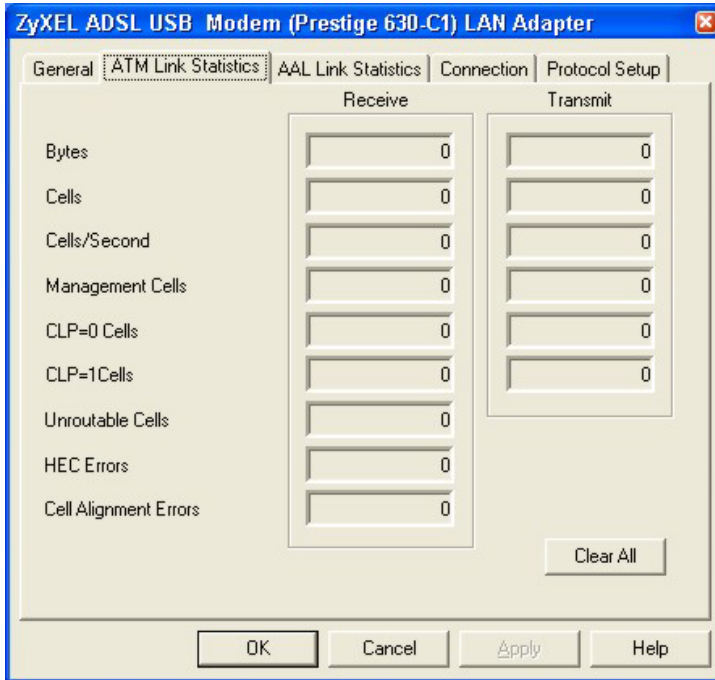 ZyXEL ADSL USB Modem (Prestige 630-C1) LAN Adapter
General ATM Link Statistics AAL Link Statistics Connection Protocol Setup
Receive Transmit
Bytes 0 0
Cells 0 0
Cells/Second 0 0
Management Cells 0 0
CLP=0 Cells 0 0
CLP=1Cells 0 0
Unroutable Cells 0
HEC Errors 0
Cell Alignment Errors 0
Clear All
OK Cancel Apply Help